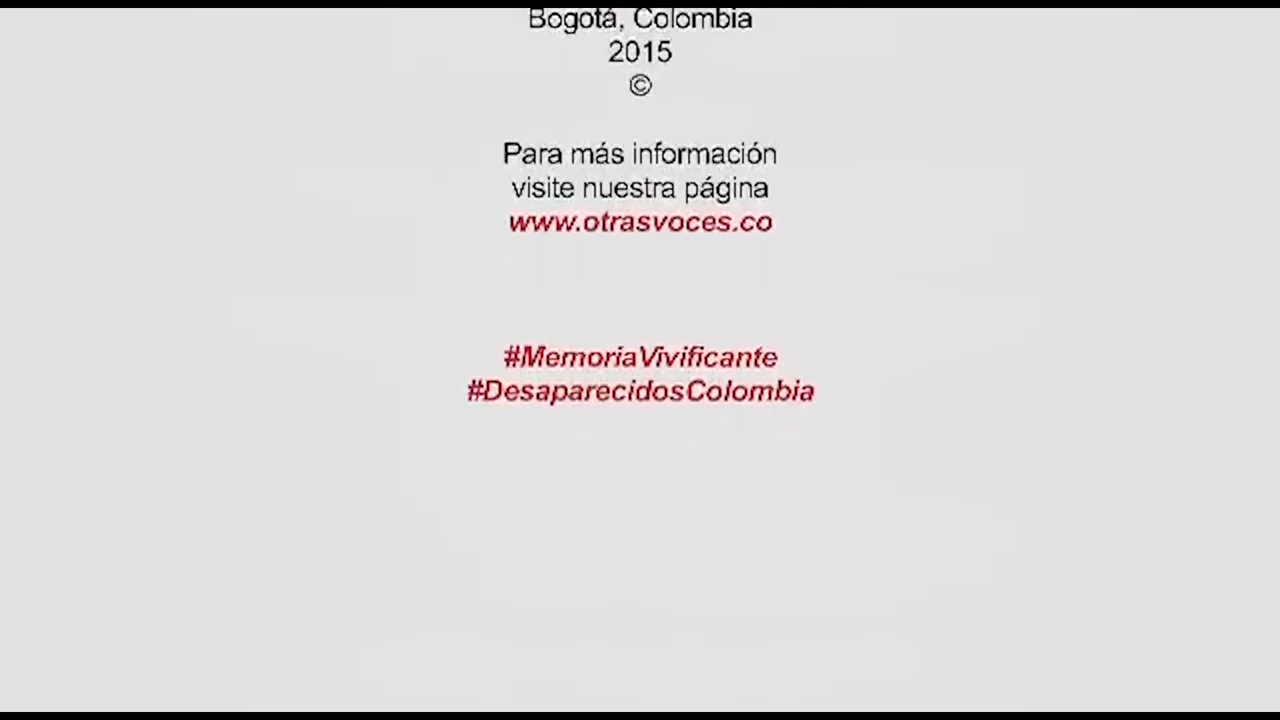 Bogotá, Colombia
2015
©
Para más información
visite nuestra página
www.otrasvoces.co
#MemoriaVivificante
#DesaparecidosColombia